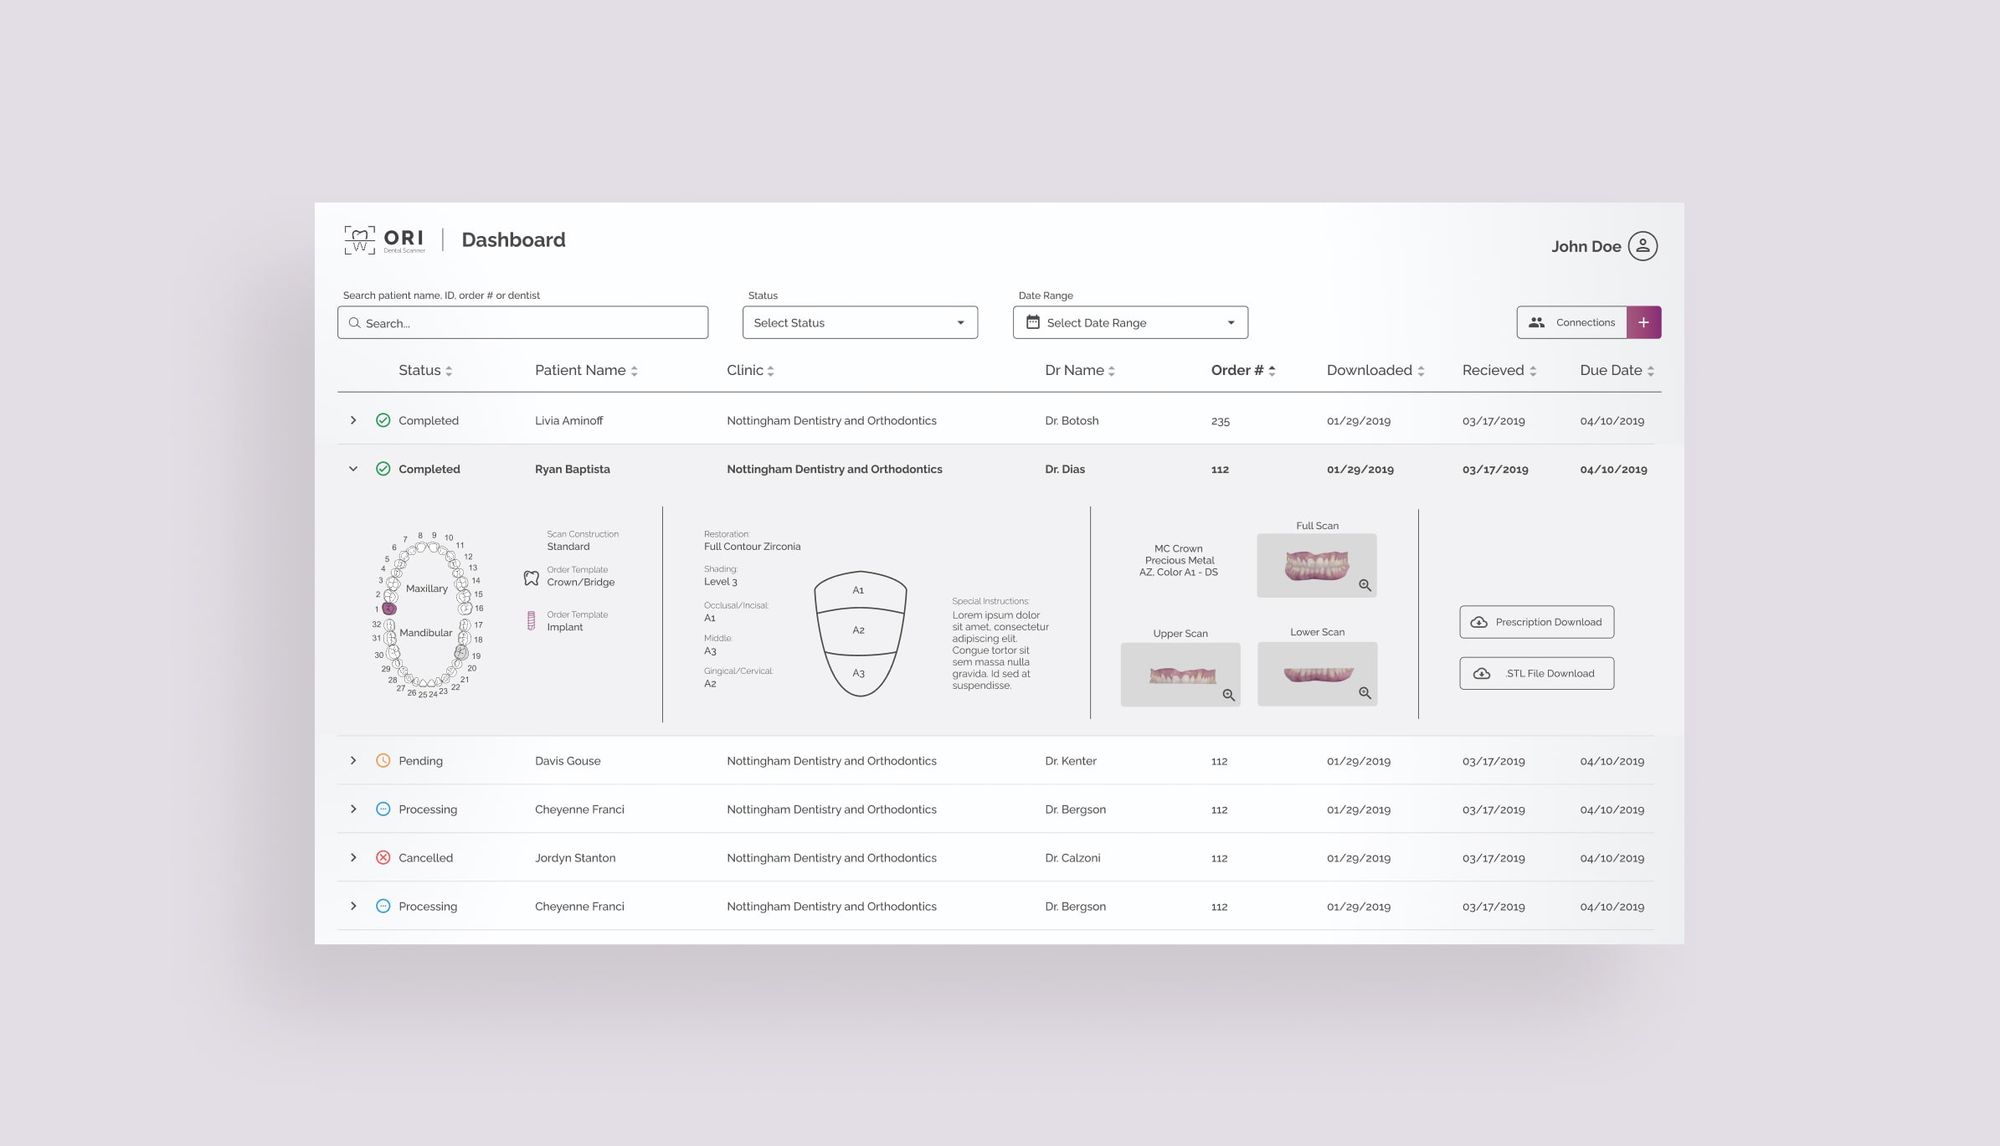 ORI
Dental Scanner
Dashboard
John Doe
Search patient name, ID, order # or dentist
Search...
Status
Select Status
Date Range
Select Date Range
Connections
+
Status Patient Name Clinic Dr Name Order # Downloaded Recieved Due Date
Completed Livia Aminoff Nottingham Dentistry and Orthodontics Dr. Botosh 235 01/29/2019 03/17/2019 04/10/2019
Completed Ryan Baptista Nottingham Dentistry and Orthodontics Dr. Dias 112 01/29/2019 03/17/2019 04/10/2019
8 9
7 10
6 11
5 12
4 13
3 14
2 15
1 16
Maxillary
32 17
31 18
Mandibular
30 19
29 20
28 21
27 22
26 25 24 23
Scan Construction
Standard
Order Template
Crown/Bridge
Order Template
Implant
Restoration:
Full Contour Zirconia
Shading:
Level 3
Occlusal/Incisal:
A1
Middle:
A3
Gingical/Cervical:
A2
A1
A2
A3
Special Instructions:
Lorem ipsum dolor
sit amet, consectetur
adipiscing elit.
Congue tortor sit
sem massa nulla
gravida. Id sed at
suspendisse.
MC Crown
Precious Metal
AZ, Color A1 - DS
Full Scan
Upper Scan
Lower Scan
Prescription Download
.STL File Download
Pending Davis Gouse Nottingham Dentistry and Orthodontics Dr. Kenter 112 01/29/2019 03/17/2019 04/10/2019
Processing Cheyenne Franci Nottingham Dentistry and Orthodontics Dr. Bergson 112 01/29/2019 03/17/2019 04/10/2019
Cancelled Jordyn Stanton Nottingham Dentistry and Orthodontics Dr. Calzoni 112 01/29/2019 03/17/2019 04/10/2019
Processing Cheyenne Franci Nottingham Dentistry and Orthodontics Dr. Bergson 112 01/29/2019 03/17/2019 04/10/2019